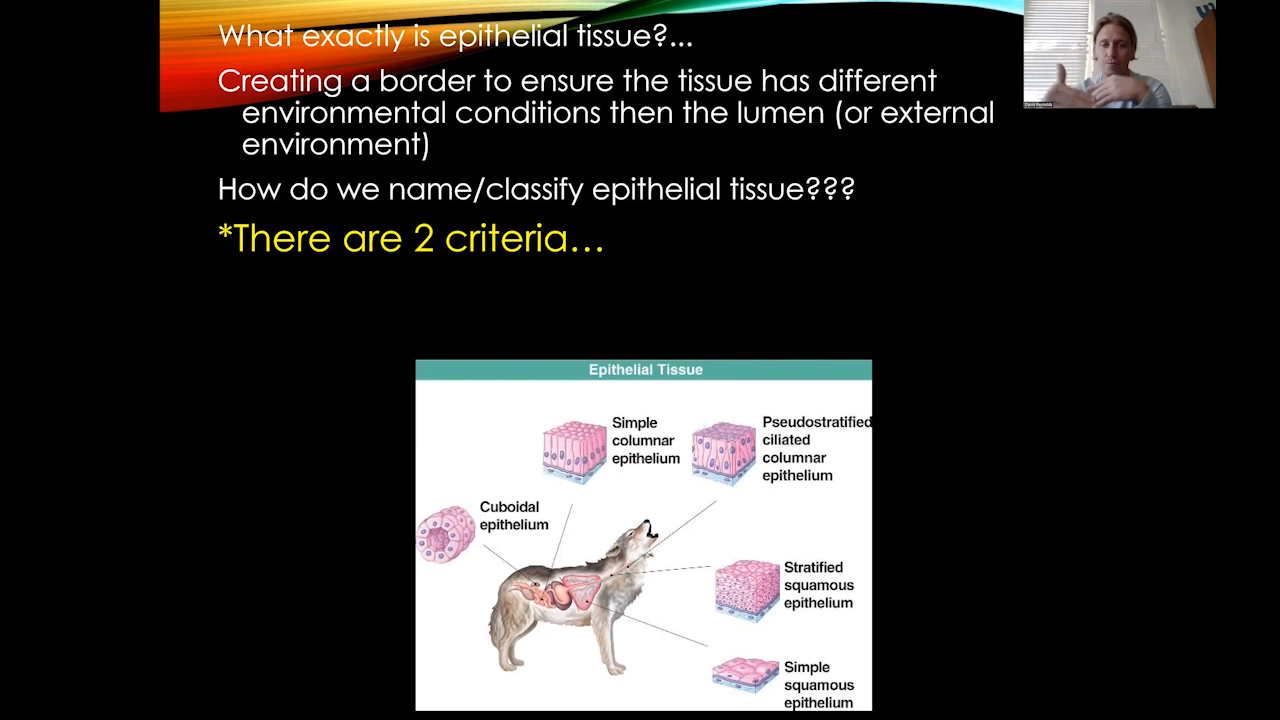 What exactly is epithelial tissue?...
Creating a border to ensure the tissue has different
environmental conditions then the lumen (or external
environment)
How do we name/classify epithelial tissue???
*There are 2 criteria…
Epithelial Tissue
Simple
columnar
epithelium
Pseudostratified
ciliated
columnar
epithelium
Cuboidal
epithelium
Stratified
squamous
epithelium
Simple
squamous
epithelium
David Reynolds